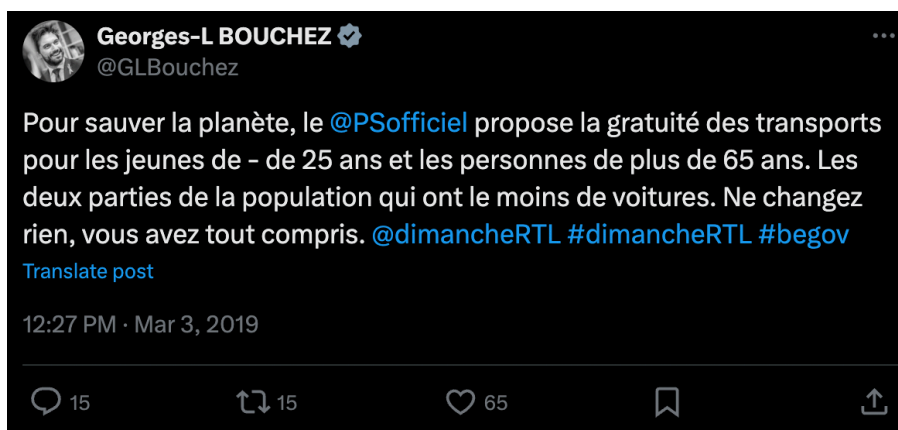 Georges-L BOUCHEZ
@GLBouchez
Pour sauver la planète, le @PSofficiel propose la gratuité des transports
pour les jeunes de - de 25 ans et les personnes de plus de 65 ans. Les
deux parties de la population qui ont le moins de voitures. Ne changez
rien, vous avez tout compris. @dimancheRTL #dimancheRTL #begov
Translate post
12:27 PM · Mar 3, 2019
15 15 65